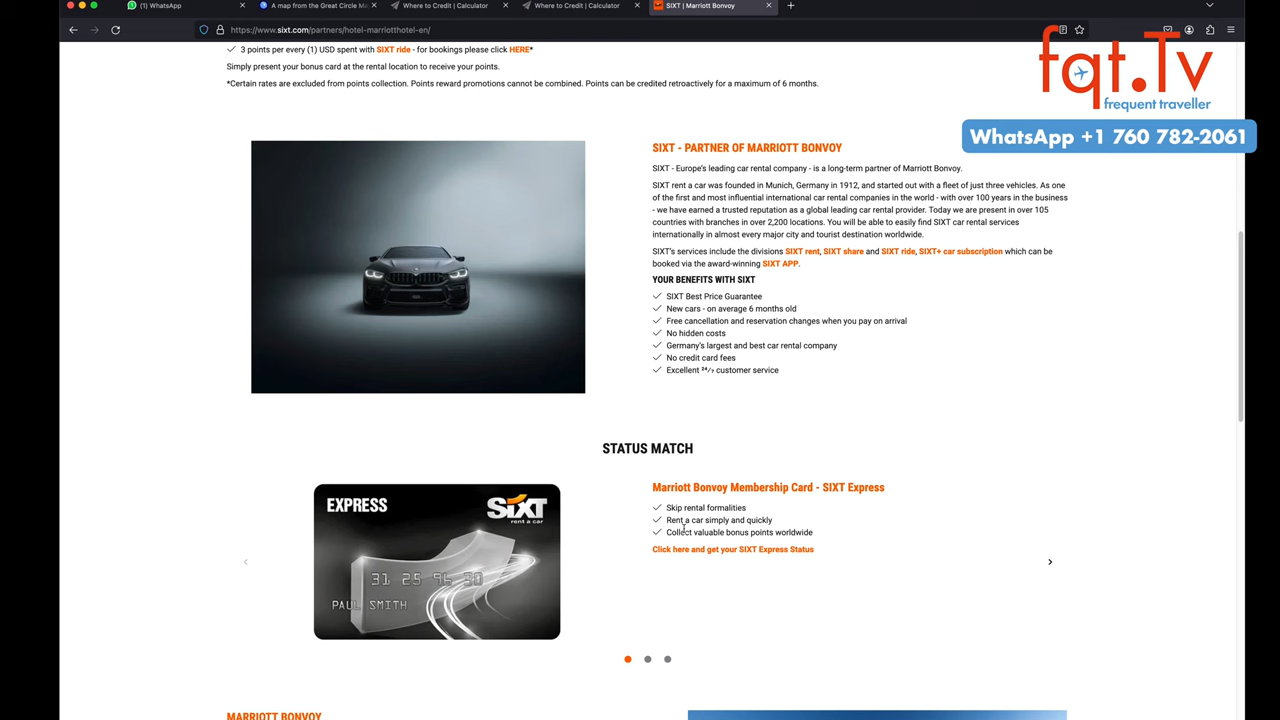 (1) WhatsApp
A map from the Great Circle Ma
Where to Credit | Calculator
Where to Credit | Calculator
SIXT | Marriott Bonvoy
https://www.sixt.com/partners/hotel-marriotthotel-en/
fqt.Tv
frequent traveller
WhatsApp +1 760 782-2061
3 points per every (1) USD spent with SIXT ride - for bookings please click HERE*
Simply present your bonus card at the rental location to receive your points.
*Certain rates are excluded from points collection. Points reward promotions cannot be combined. Points can be credited retroactively for a maximum of 6 months.
SIXT - PARTNER OF MARRIOTT BONVOY
SIXT - Europe's leading car rental company - is a long-term partner of Marriott Bonvoy.
SIXT rent a car was founded in Munich, Germany in 1912, and started out with a fleet of just three vehicles. As one
of the first and most influential international car rental companies in the world - with over 100 years in the business
- we have earned a trusted reputation as a global leading car rental provider. Today we are present in over 105
countries with branches in over 2,200 locations. You will be able to easily find SIXT car rental services
internationally in almost every major city and tourist destination worldwide.
SIXT's services include the divisions SIXT rent, SIXT share and SIXT ride, SIXT+ car subscription which can be
booked via the award-winning SIXT APP.
YOUR BENEFITS WITH SIXT
SIXT Best Price Guarantee
New cars - on average 6 months old
Free cancellation and reservation changes when you pay on arrival
No hidden costs
Germany's largest and best car rental company
No credit card fees
Excellent 24/7 customer service
STATUS MATCH
EXPRESS
SIXT
rent a car
31 25 96 30
PAUL SMITH
Marriott Bonvoy Membership Card - SIXT Express
Skip rental formalities
Rent a car simply and quickly
Collect valuable bonus points worldwide
Click here and get your SIXT Express Status
MARRIOTT BONVOY